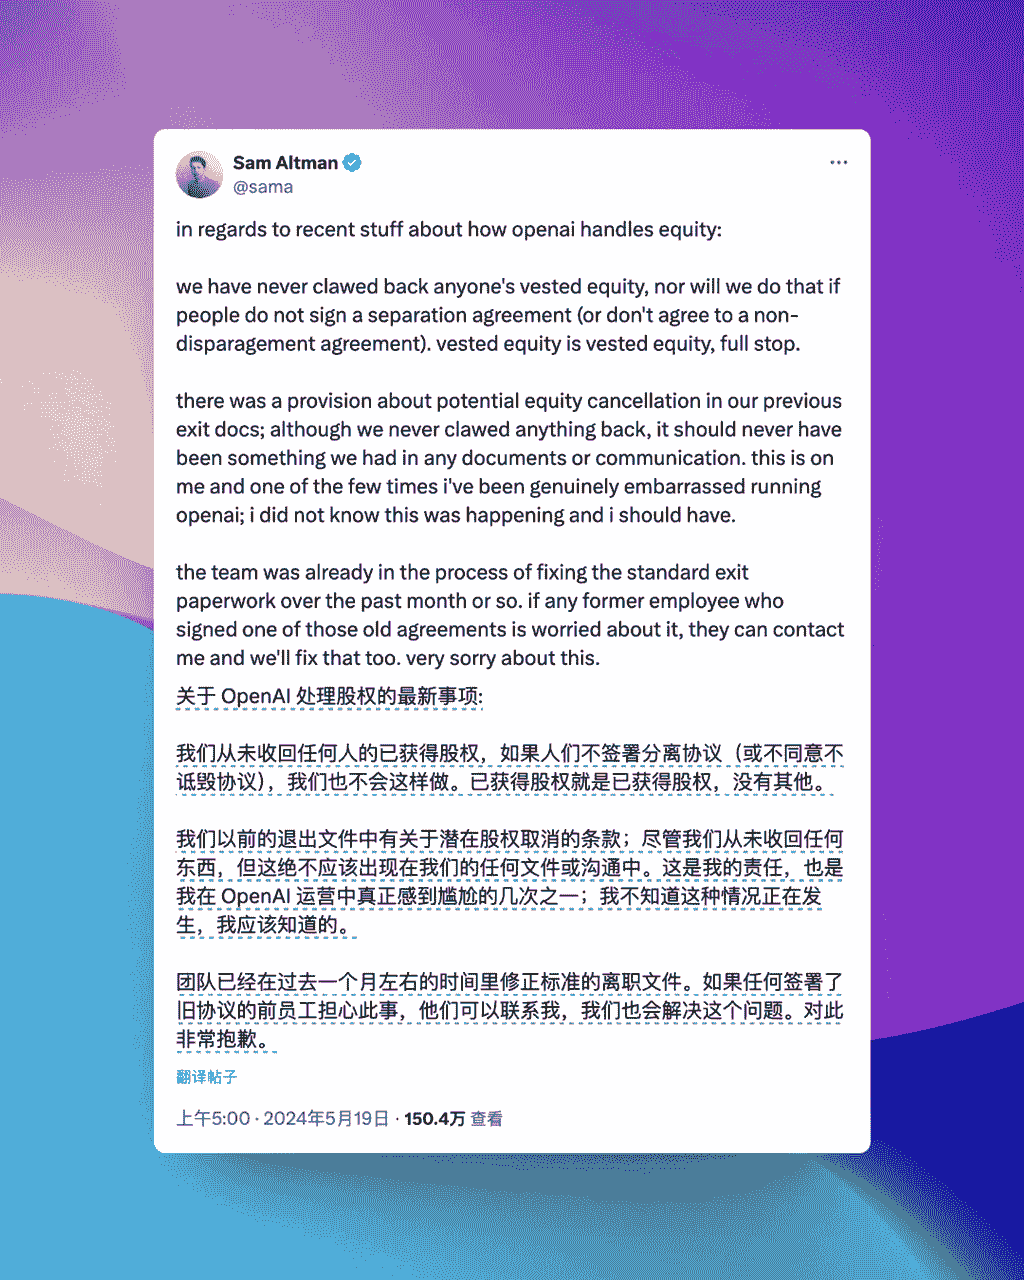 Sam Altman
@sama
in regards to recent stuff about how openai handles equity:
we have never clawed back anyone's vested equity, nor will we do that if
people do not sign a separation agreement (or don't agree to a non-
disparagement agreement). vested equity is vested equity, full stop.
there was a provision about potential equity cancellation in our previous
exit docs; although we never clawed anything back, it should never have
been something we had in any documents or communication. this is on
me and one of the few times i've been genuinely embarrassed running
openai; i did not know this was happening and i should have.
the team was already in the process of fixing the standard exit
paperwork over the past month or so. if any former employee who
signed one of those old agreements is worried about it, they can contact
me and we'll fix that too. very sorry about this.
关于 OpenAI 处理股权的最新事项:
我们从未收回任何人的已获得股权，如果人们不签署分离协议（或不同意不
诋毁协议），我们也不会这样做。已获得股权就是已获得股权，没有其他。
我们以前的退出文件中有关于潜在股权取消的条款；尽管我们从未收回任何
东西，但这绝不应该出现在我们的任何文件或沟通中。这是我的责任，也是
我在 OpenAI 运营中真正感到尴尬的几次之一；我不知道这种情况正在发
生，我应该知道的。
团队已经在过去一个月左右的时间里修正标准的离职文件。如果任何签署了
旧协议的前员工担心此事，他们可以联系我，我们也会解决这个问题。对此
非常抱歉。
翻译帖子
上午5:00 · 2024年5月19日 · 150.4万 查看